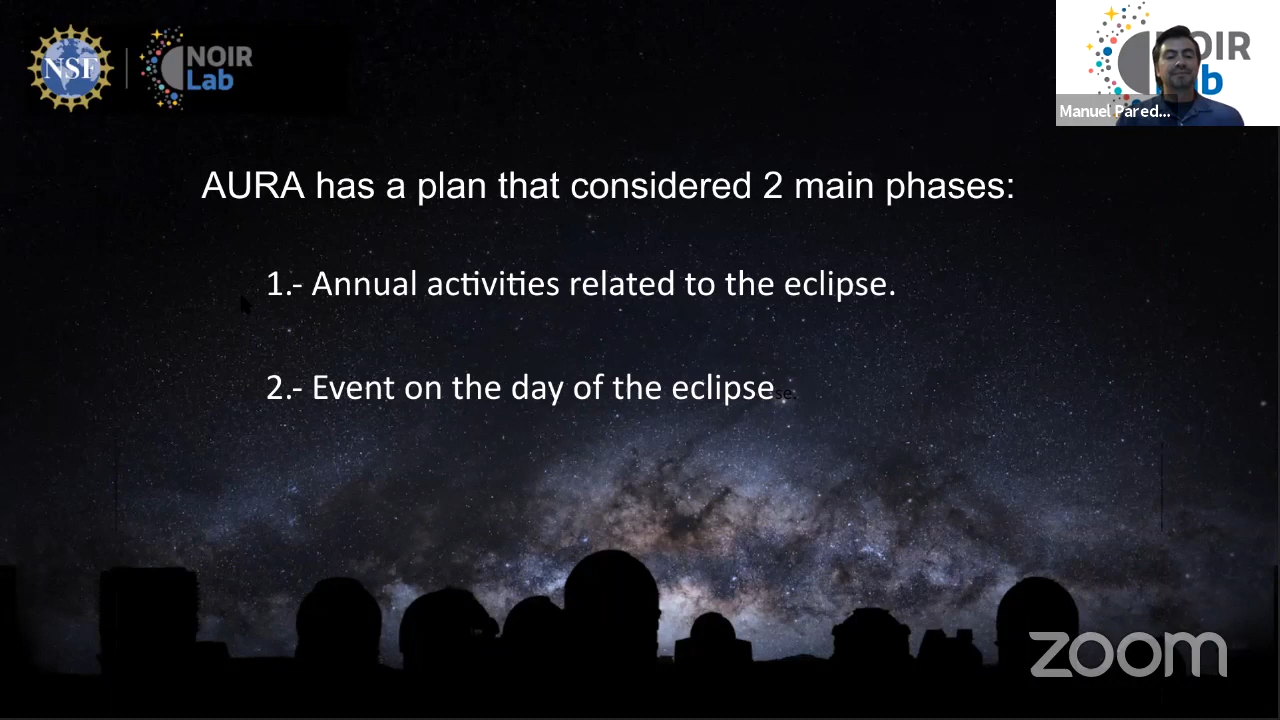 NSF
NOIR
Lab
NOIR
Lab
Manuel Pared...
AURA has a plan that considered 2 main phases:
1.- Annual activities related to the eclipse.
2.- Event on the day of the eclipse
se.
zoom